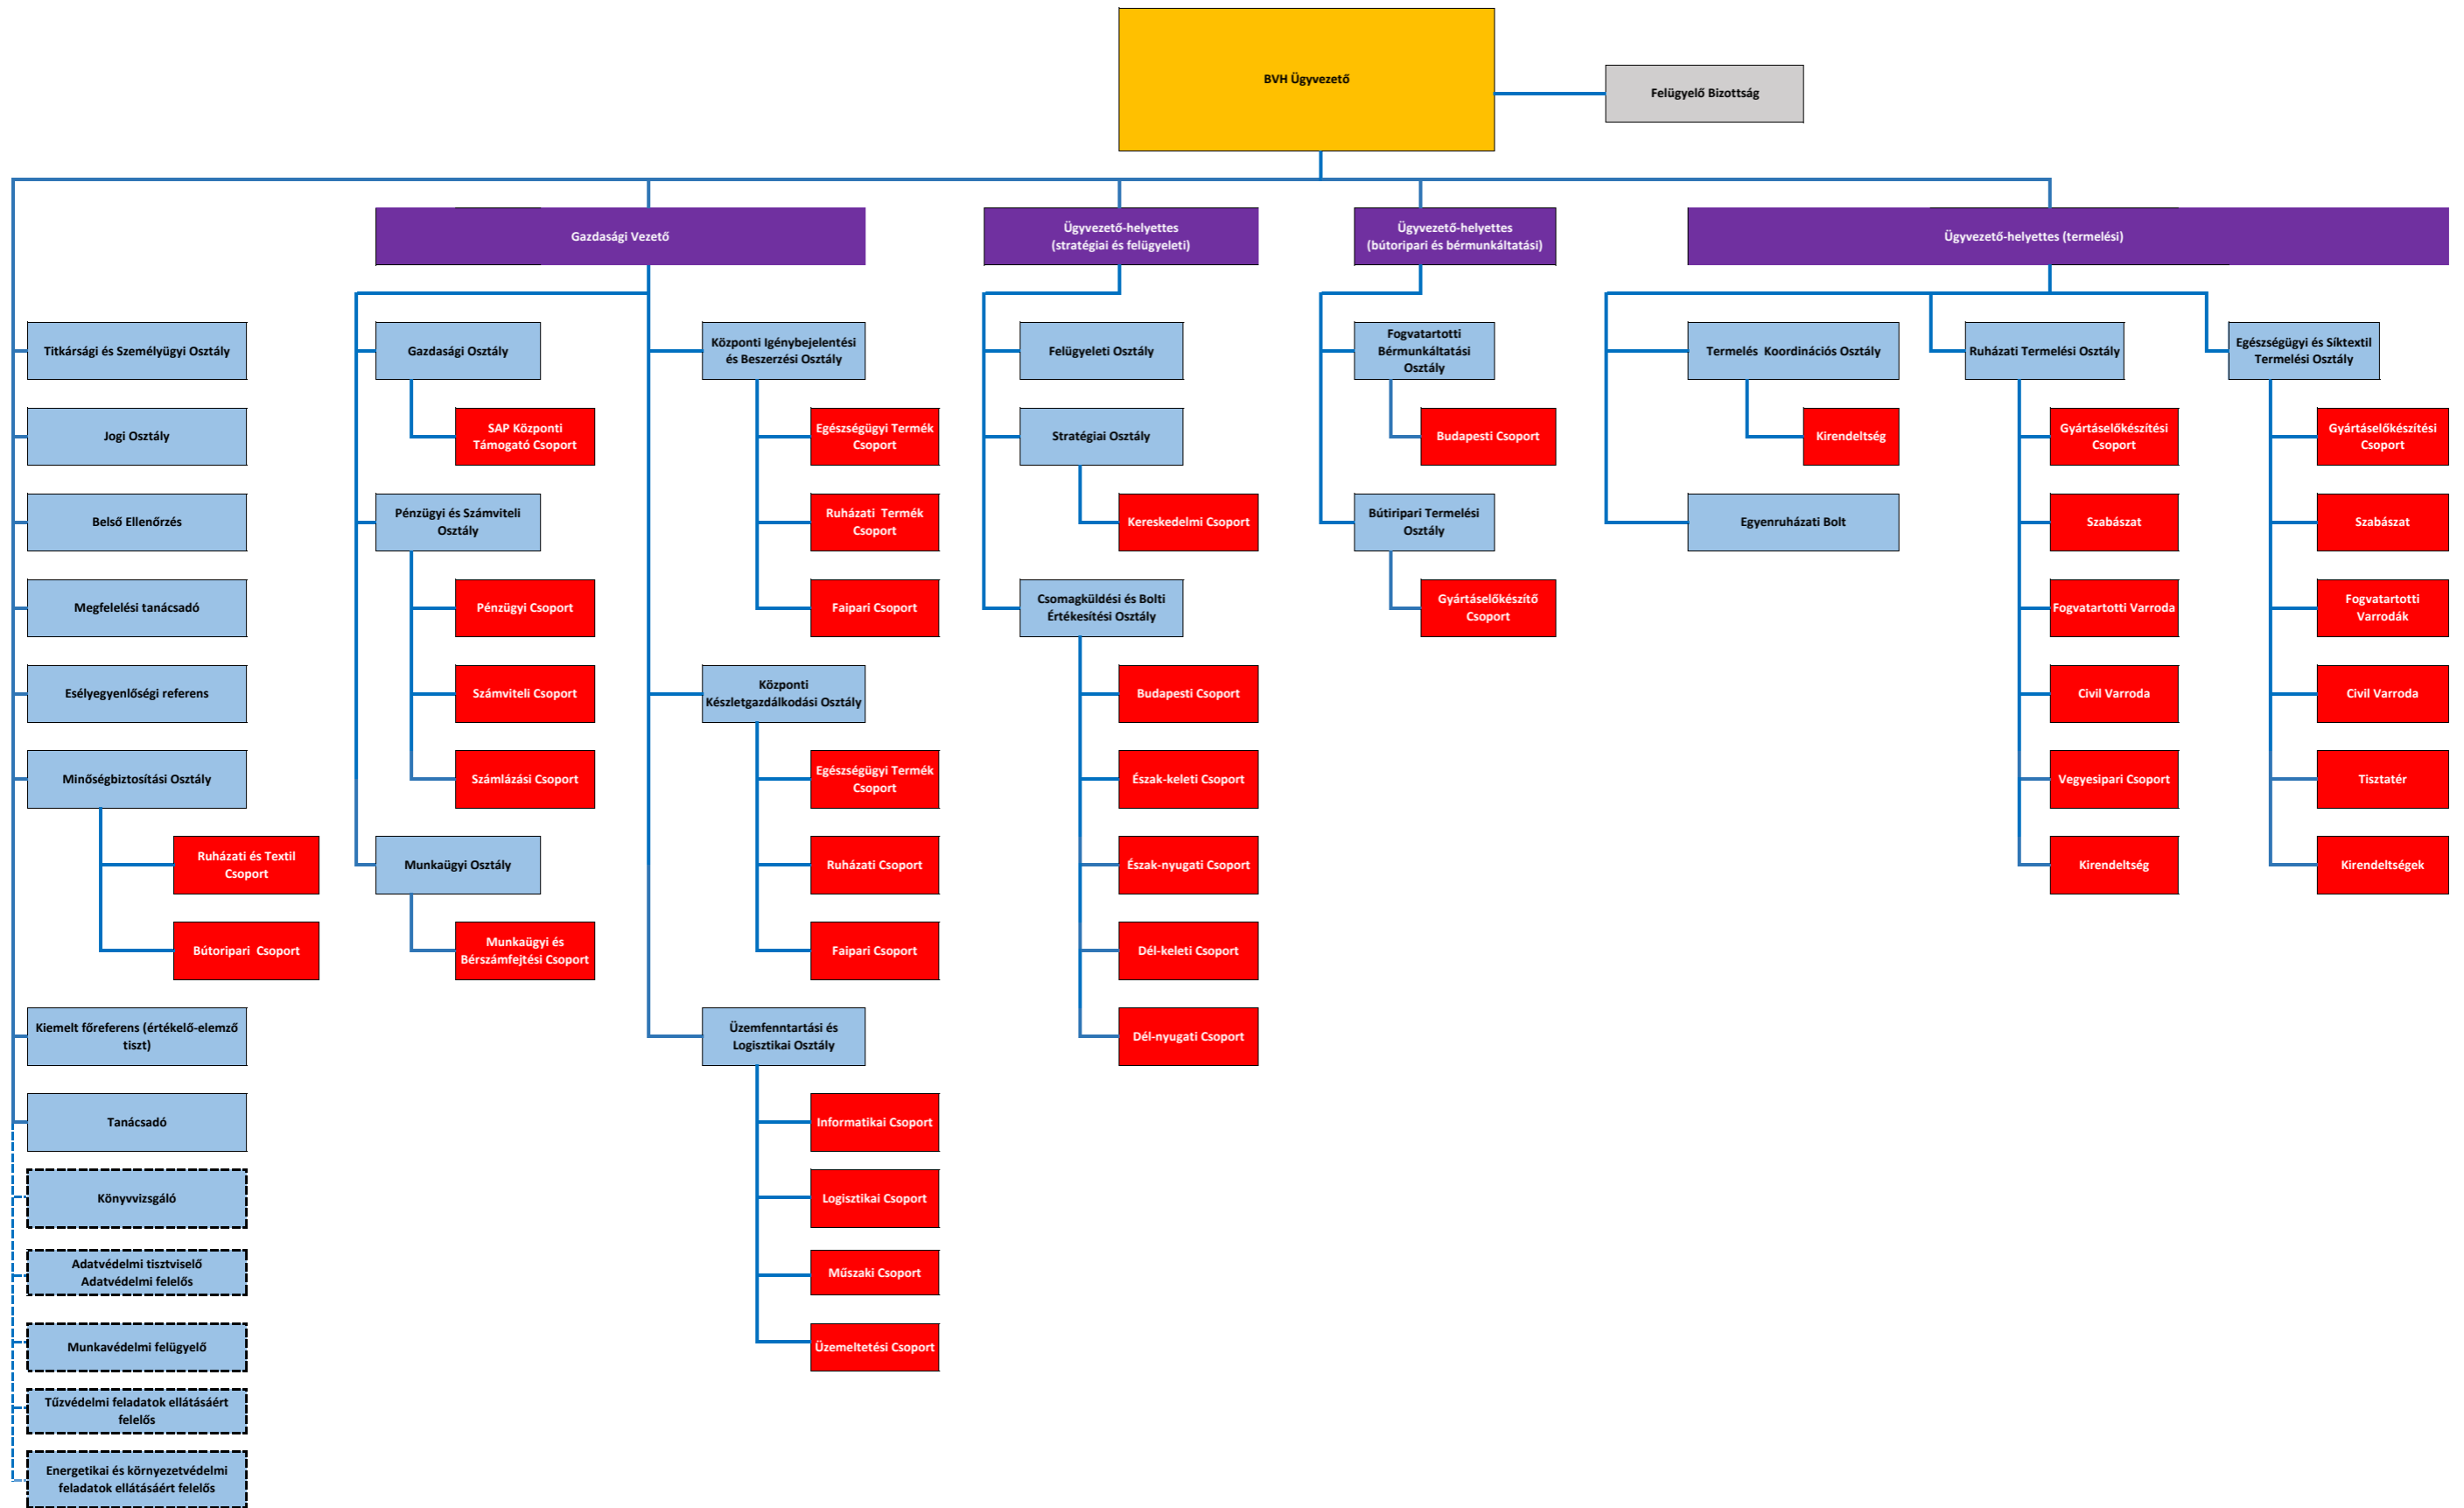 BVH Ügyvezető
Felügyelő Bizottság
Gazdasági Vezető
Ügyvezető-helyettes
(stratégiai és felügyeleti)
Ügyvezető-helyettes
(bútoripari és bérmunkáltatási)
Ügyvezető-helyettes (termelési)
Titkársági és Személyügyi Osztály
Jogi Osztály
Belső Ellenőrzés
Megfelelési tanácsadó
Esélyegyenlőségi referens
Minőségbiztosítási Osztály
Ruházati és Textil
Csoport
Bútoripari Csoport
Kiemelt főreferens (értékelő-elemző
tiszt)
Tanácsadó
Könyvvizsgáló
Adatvédelmi tisztviselő
Adatvédelmi felelős
Munkavédelmi felügyelő
Tűzvédelmi feladatok ellátásáért
felelős
Energetikai és környezetvédelmi
feladatok ellátásáért felelős
Gazdasági Osztály
SAP Központi
Támogató Csoport
Pénzügyi és Számviteli
Osztály
Pénzügyi Csoport
Számviteli Csoport
Számlázási Csoport
Munkaügyi Osztály
Munkaügyi és
Bérszámfejtési Csoport
Központi Igénybejelentési
és Beszerzési Osztály
Egészségügyi Termék
Csoport
Ruházati Termék
Csoport
Faipari Csoport
Központi
Készletgazdálkodási Osztály
Egészségügyi Termék
Csoport
Ruházati Csoport
Faipari Csoport
Üzemfenntartási és
Logisztikai Osztály
Informatikai Csoport
Logisztikai Csoport
Műszaki Csoport
Üzemeltetési Csoport
Felügyeleti Osztály
Stratégiai Osztály
Kereskedelmi Csoport
Csomagküldési és Bolti
Értékesítési Osztály
Budapesti Csoport
Észak-keleti Csoport
Észak-nyugati Csoport
Dél-keleti Csoport
Dél-nyugati Csoport
Fogvatartotti
Bérmunkáltatási
Osztály
Budapesti Csoport
Bútiripari Termelési
Osztály
Gyártáselőkészítő
Csoport
Termelés Koordinációs Osztály
Kirendeltség
Egyenruházati Bolt
Ruházati Termelési Osztály
Gyártáselőkészítési
Csoport
Szabászat
Fogvatartotti Varroda
Civil Varroda
Vegyesipari Csoport
Kirendeltség
Egészségügyi és Síktextil
Termelési Osztály
Gyártáselőkészítési
Csoport
Szabászat
Fogvatartotti
Varrodák
Civil Varroda
Tisztatér
Kirendeltségek